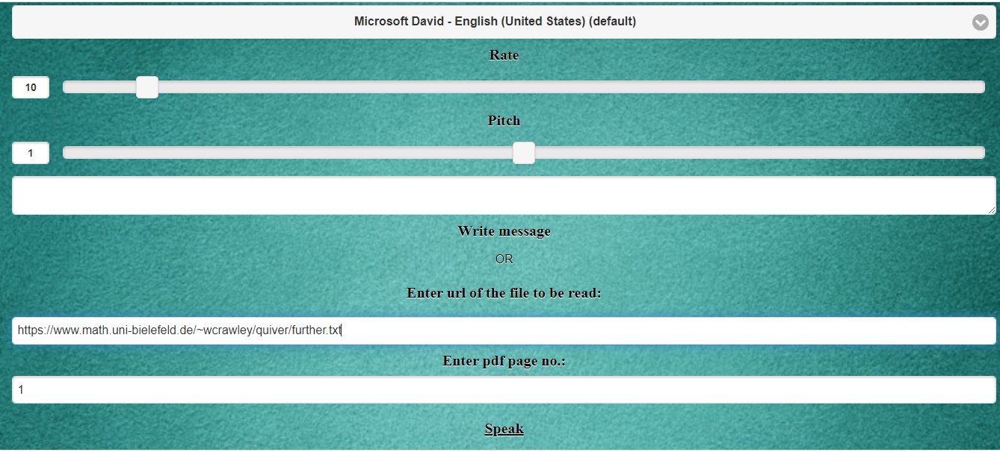 Microsoft David - English (United States) (default)
Rate
10
Pitch
1
Write message
OR
Enter url of the file to be read:
https://www.math.uni-bielefeld.de/~wcrawley/quiver/further.txt
Enter pdf page no.:
1
Speak